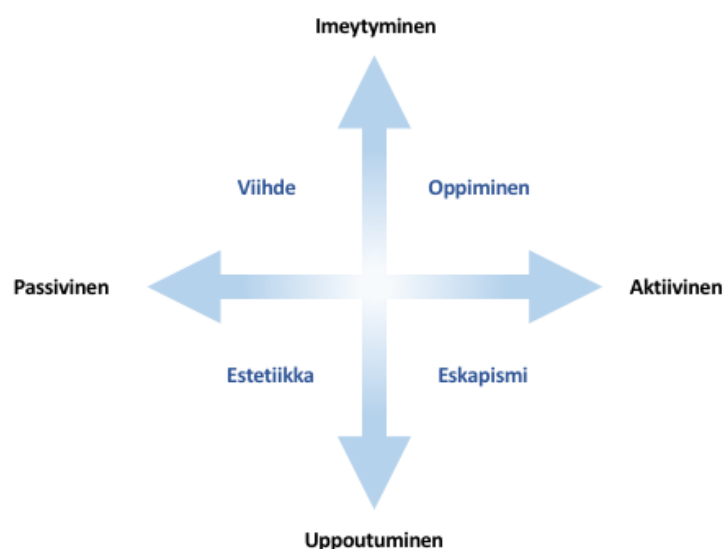 Imeytyminen
Viihde
Oppiminen
Passivinen
Aktiivinen
Estetiikka
Eskapismi
Uppoutuminen